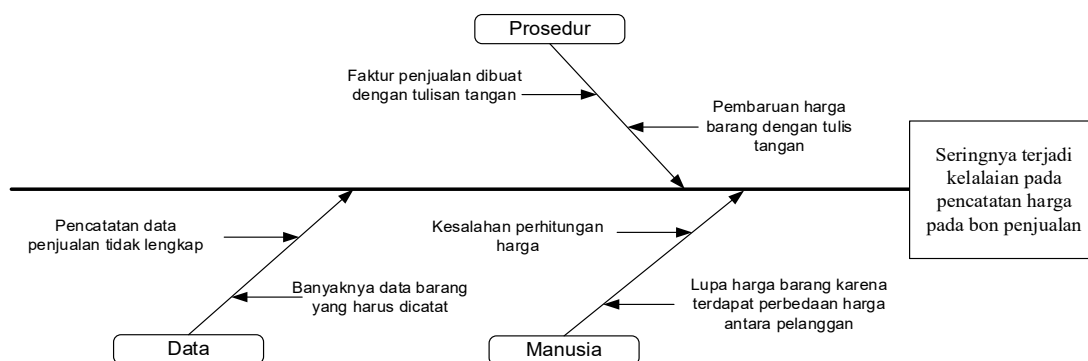 Prosedur
Faktur penjualan dibuat
dengan tulisan tangan
Pembaruan harga
barang dengan tulis
tangan
Seringnya terjadi
kelalaian pada
pencatatan harga
pada bon penjualan
Pencatatan data
penjualan tidak lengkap
Banyaknya data barang
yang harus dicatat
Data
Kesalahan perhitungan
harga
Lupa harga barang karena
terdapat perbedaan harga
antara pelanggan
Manusia